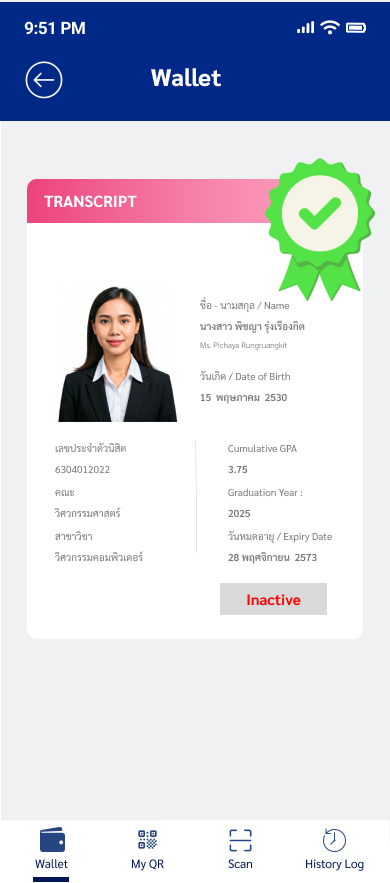 9:51 PM
Wallet
TRANSCRIPT
ชื่อ - นามสกุล / Name
นางสาว พิชญา รุ่งเรืองกิต
Ms. Pichaya Rungruangkit
วันเกิด / Date of Birth
15 พฤษภาคม 2530
เลขประจำตัวนิสิต
6304012022
คณะ
วิศวกรรมศาสตร์
สาขาวิชา
วิศวกรรมคอมพิวเตอร์
Cumulative GPA
3.75
Graduation Year :
2025
วันหมดอายุ / Expiry Date
28 พฤศจิกายน 2573
Inactive
Wallet
My QR
Scan
History Log